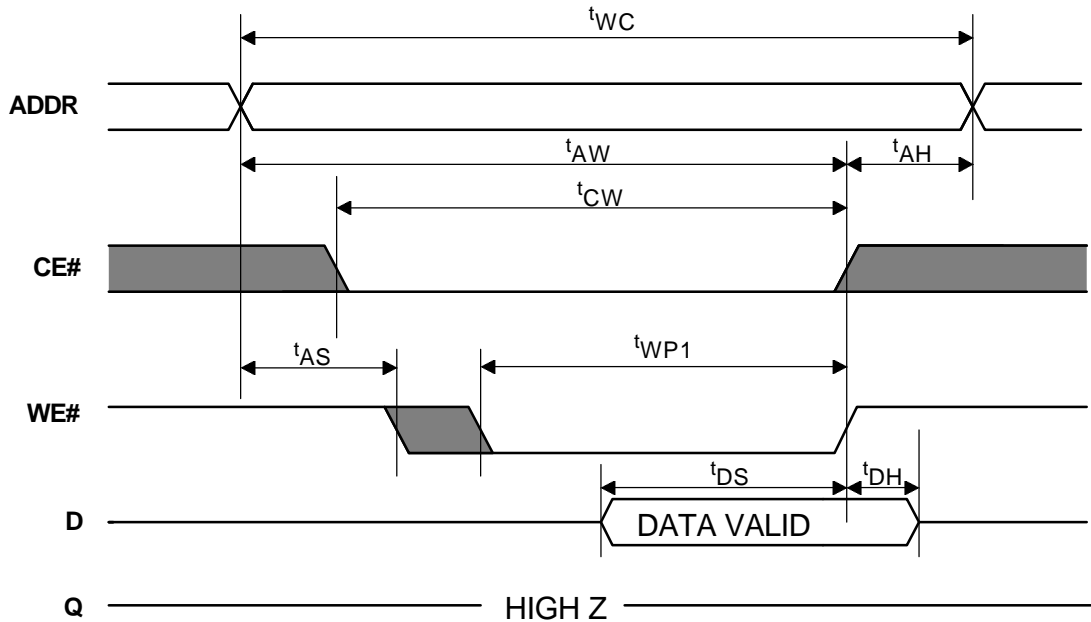 tWC
ADDR
tAW
tAH
tCW
CE#
tAS
tWP1
WE#
tDS
tDH
D
DATA VALID
Q
HIGH Z